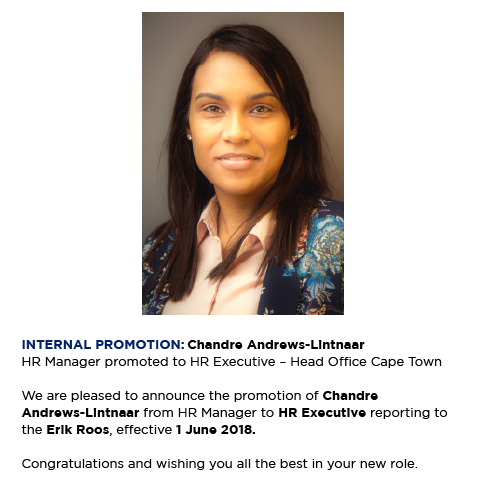 INTERNAL PROMOTION: Chandre Andrews-Lintnaar
HR Manager promoted to HR Executive – Head Office Cape Town
We are pleased to announce the promotion of Chandre
Andrews-Lintnaar from HR Manager to HR Executive reporting to
the Erik Roos, effective 1 June 2018.
Congratulations and wishing you all the best in your new role.